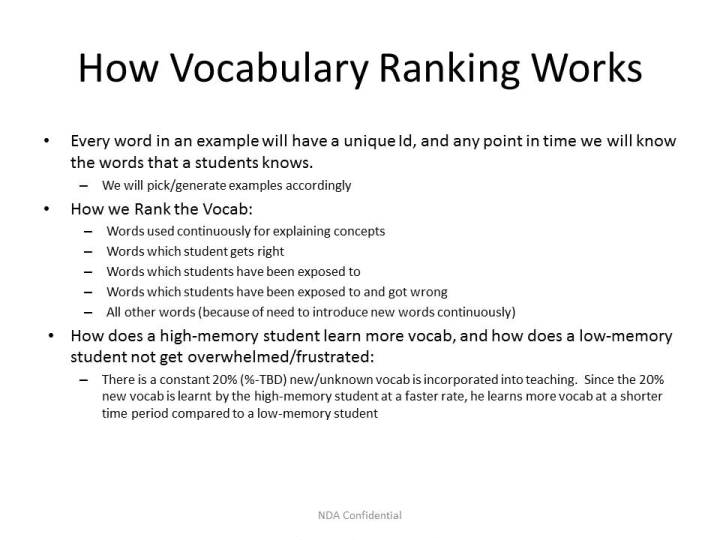 How Vocabulary Ranking Works
• Every word in an example will have a unique Id, and any point in time we will know
the words that a students knows.
– We will pick/generate examples accordingly
• How we Rank the Vocab:
– Words used continuously for explaining concepts
– Words which student gets right
– Words which students have been exposed to
– Words which students have been exposed to and got wrong
– All other words (because of need to introduce new words continuously)
• How does a high-memory student learn more vocab, and how does a low-memory
student not get overwhelmed/frustrated:
– There is a constant 20% (%-TBD) new/unknown vocab is incorporated into teaching. Since the 20%
new vocab is learnt by the high-memory student at a faster rate, he learns more vocab at a shorter
time period compared to a low-memory student
NDA Confidential